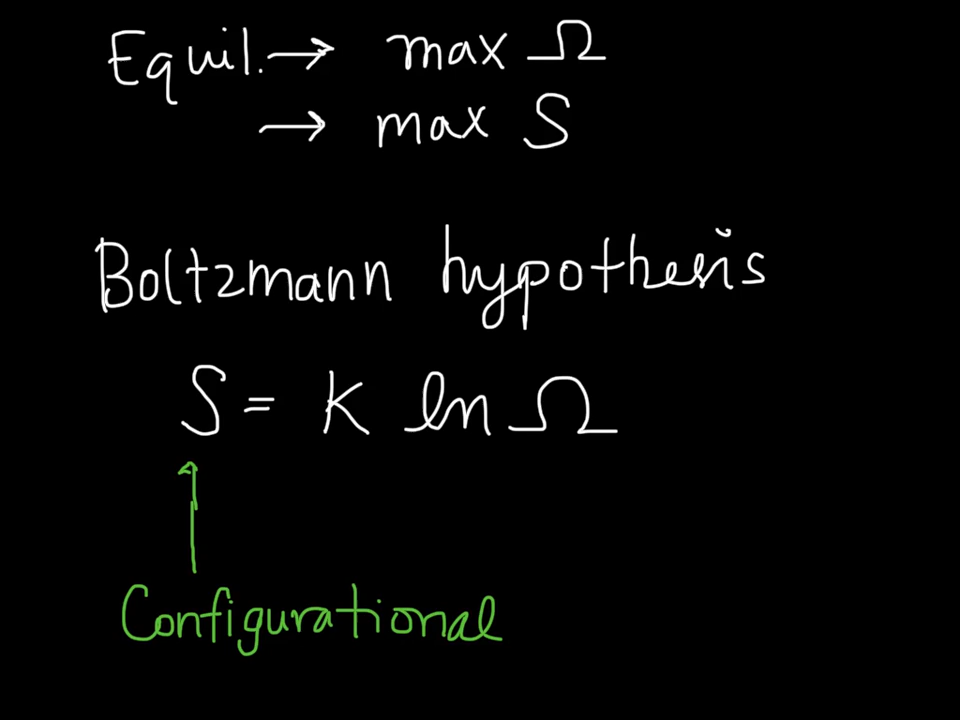 Equil. → max Ω
→ max S
Boltzmann hypothesis
S = K ln Ω
↑
Configurational